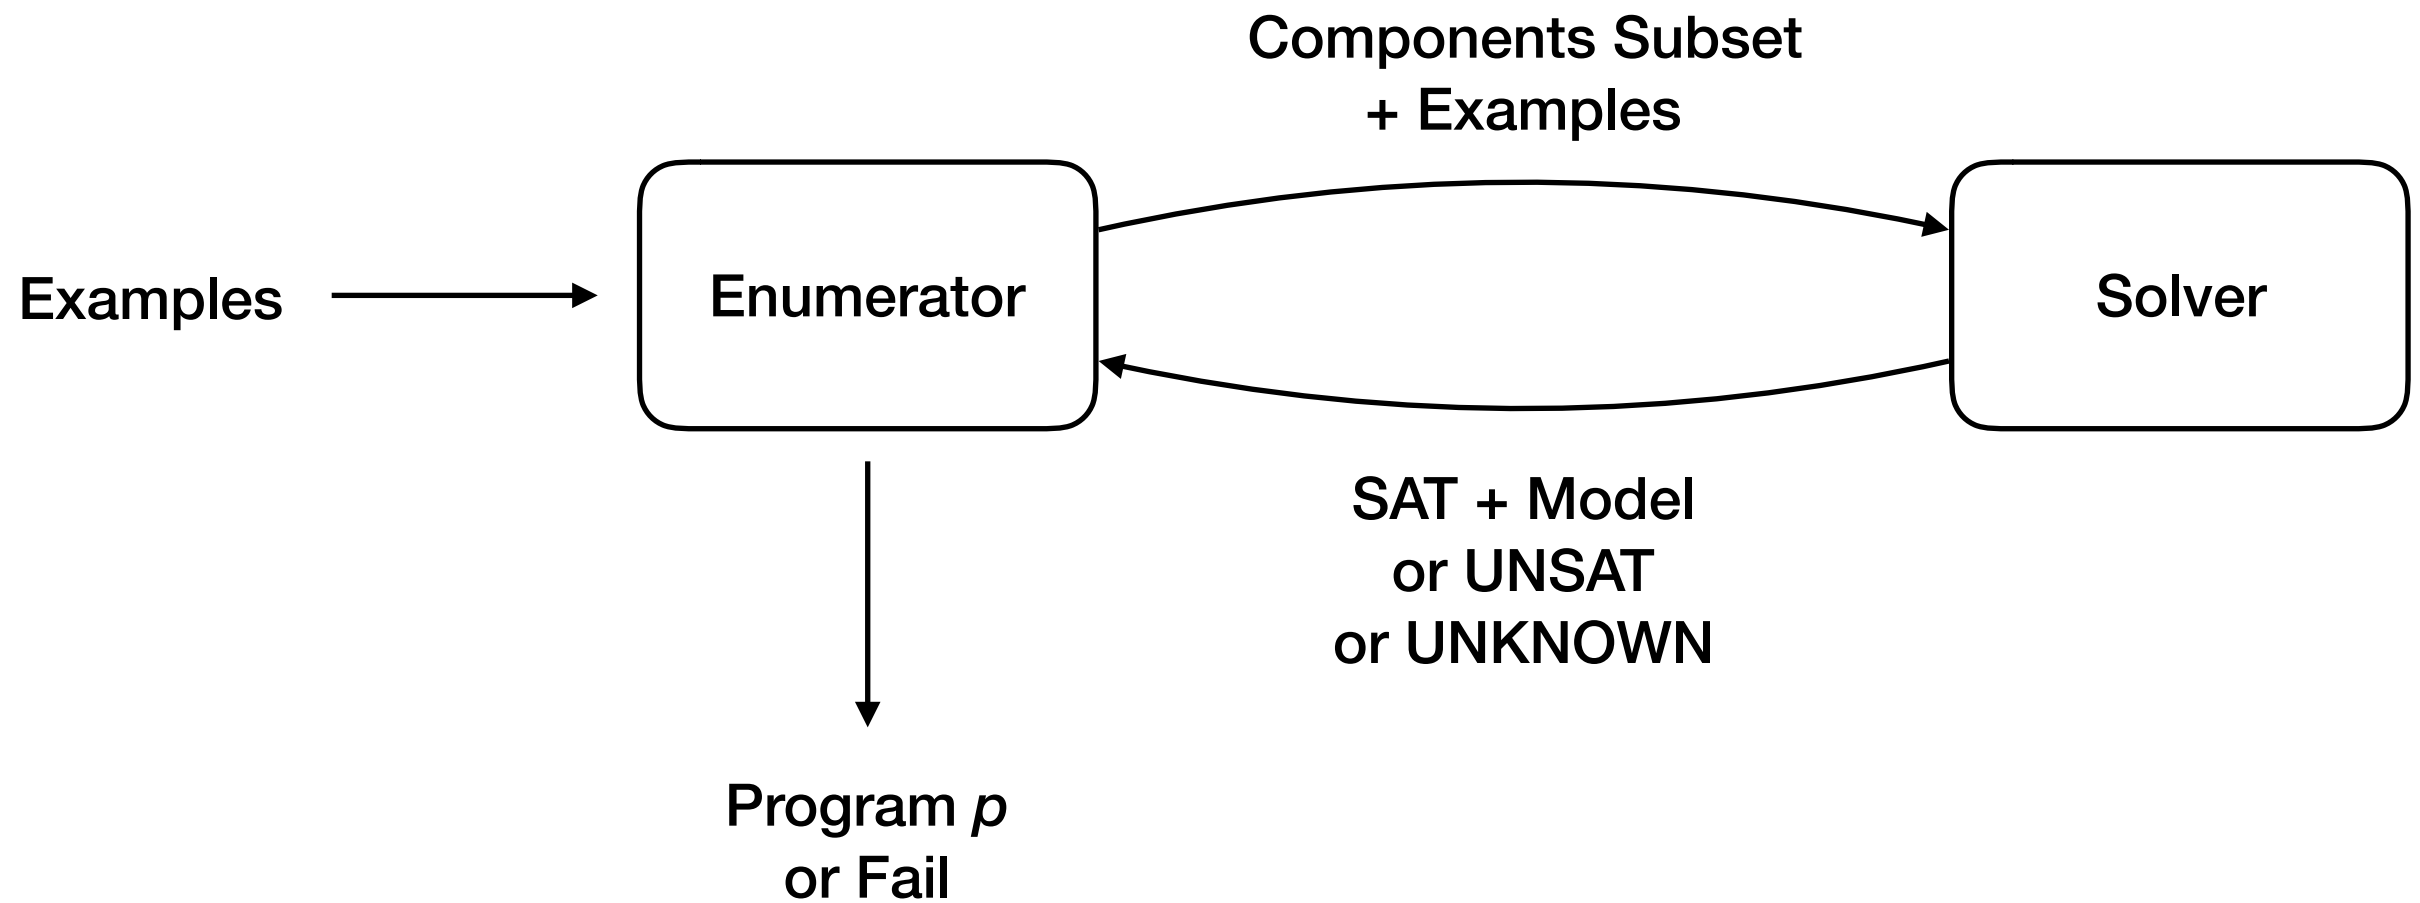 Components Subset
+ Examples
Examples
Enumerator
Solver
SAT + Model
or UNSAT
or UNKNOWN
Program p
or Fail